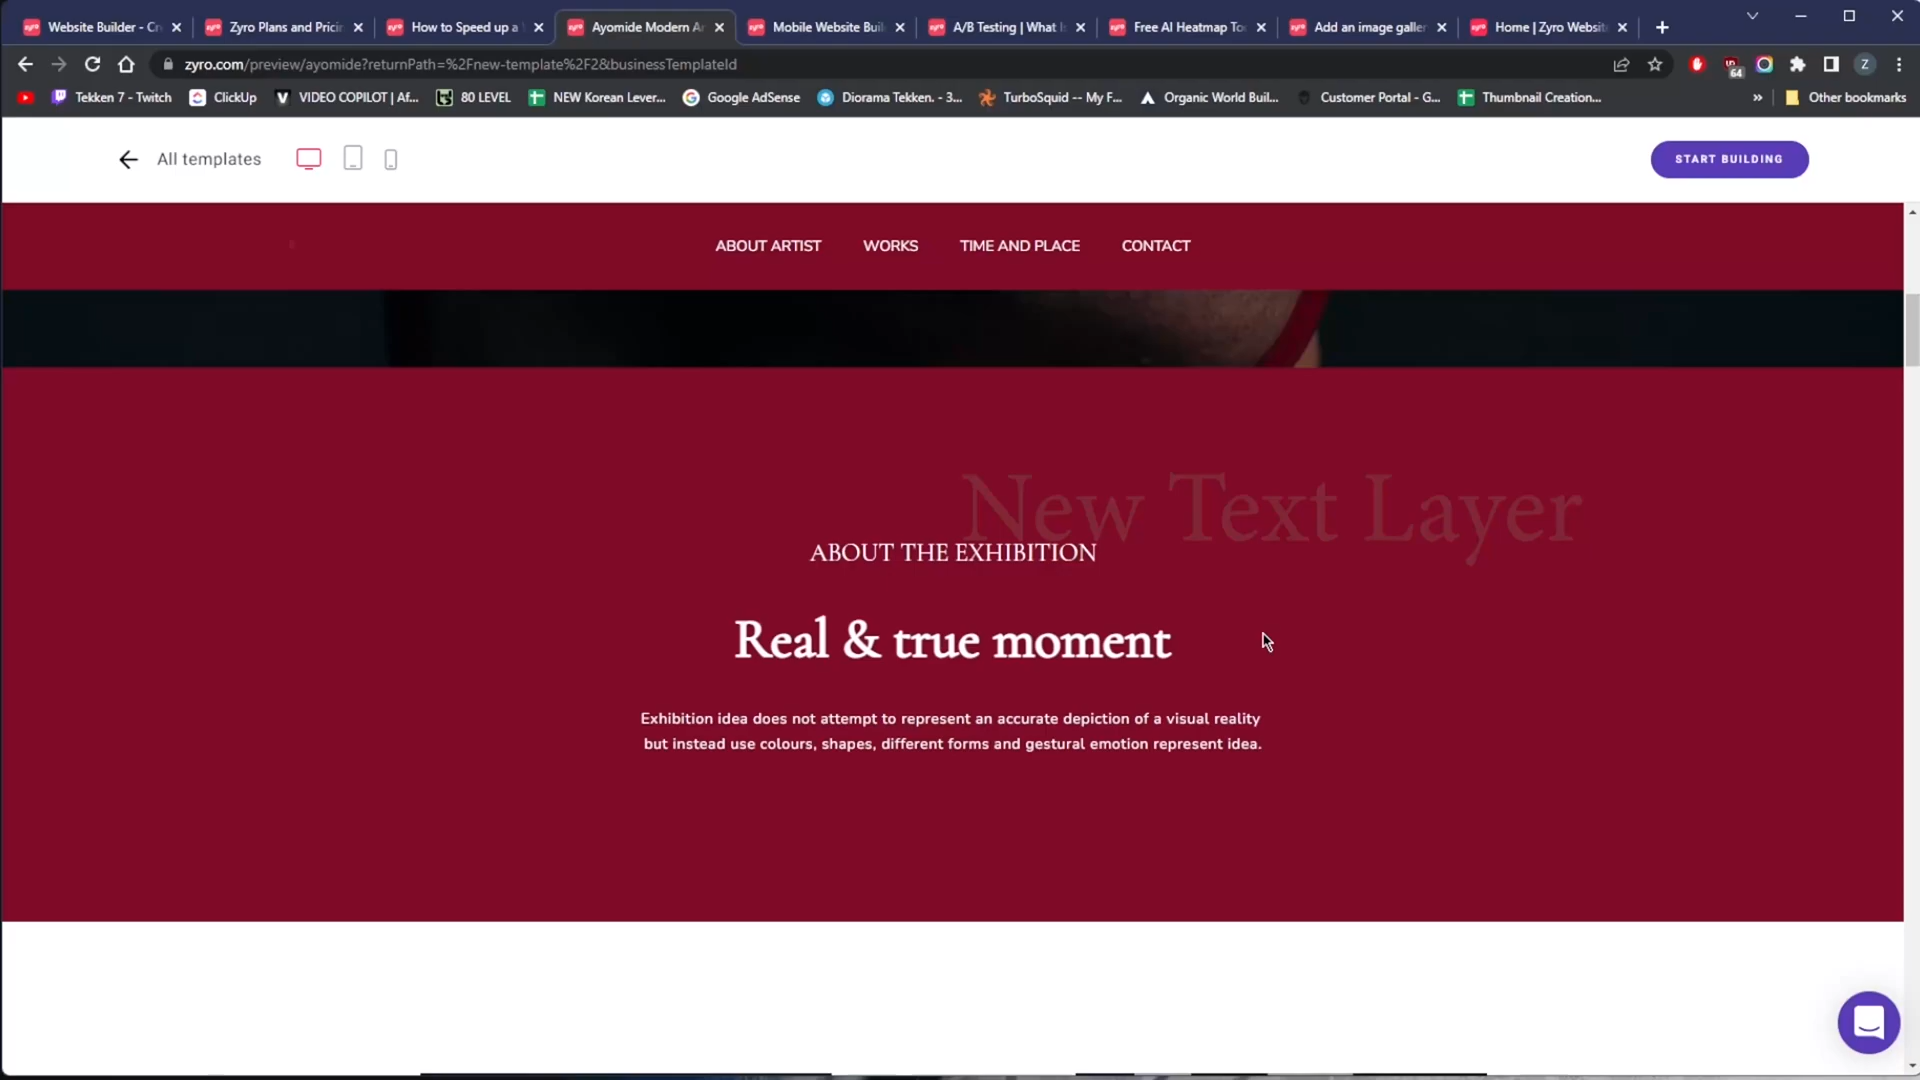 Website Builder - Cr
Zyro Plans and Pricin
How to Speed up a
Ayomide Modern A
Mobile Website Buil
A/B Testing | What I
Free AI Heatmap To
Add an image galler
Home | Zyro Website
zyro.com/preview/ayomide?returnPath=%2Fnew-template%2F2&businessTemplateId
64
Z
Tekken 7 - Twitch
ClickUp
VIDEO COPILOT | Af...
80 LEVEL
NEW Korean Lever...
Google AdSense
Diorama Tekken. - 3...
TurboSquid -- My F...
Organic World Buil...
Customer Portal - G...
Thumbnail Creation...
»
Other bookmarks
All templates
START BUILDING
ABOUT ARTIST
WORKS
TIME AND PLACE
CONTACT
New Text Layer
ABOUT THE EXHIBITION
Real & true moment
Exhibition idea does not attempt to represent an accurate depiction of a visual reality
but instead use colours, shapes, different forms and gestural emotion represent idea.